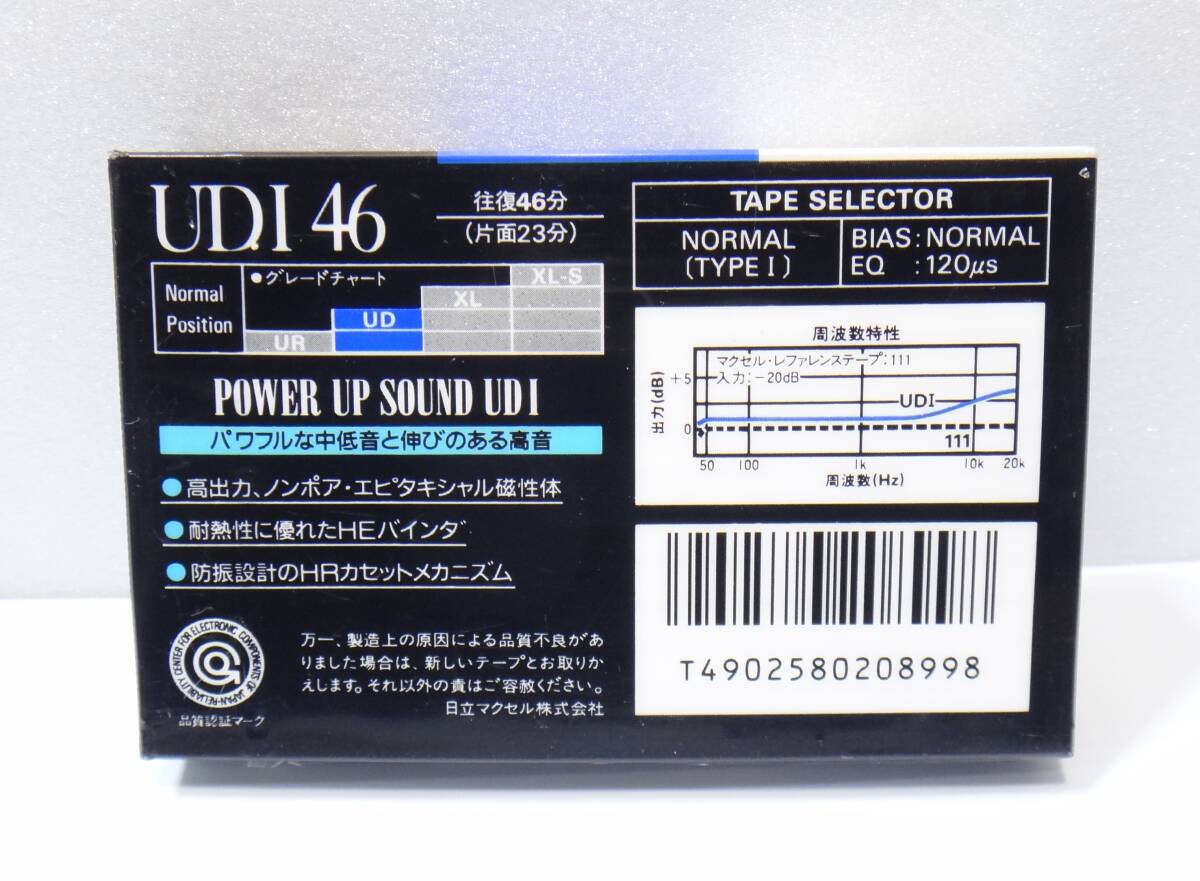 UDI 46
往復46分
(片面23分)
Normal
Position
●グレードチャート
XL-S
XL
UD
UR
POWER UP SOUND UD I
パワフルな中低音と伸びのある高音
●高出力、ノンポア・エピタキシャル磁性体
●耐熱性に優れたHEバインダ
●防振設計のHRカセットメカニズム
RELIABILITY CENTER FOR ELECTRONIC COMPONENTS OF JAPAN
品質認証マーク
万一、製造上の原因による品質不良があ
りました場合は、新しいテープとお取りか
えします。それ以外の責はご容赦ください。
日立マクセル株式会社
TAPE SELECTOR
NORMAL
(TYPE I)
BIAS: NORMAL
EQ : 120μs
周波数特性
マクセル・レファレンステープ:111
入力:-20dB
出力(dB)
+5
0
UDI
111
50 100 1k 10k 20k
周波数(Hz)
T4902580208998